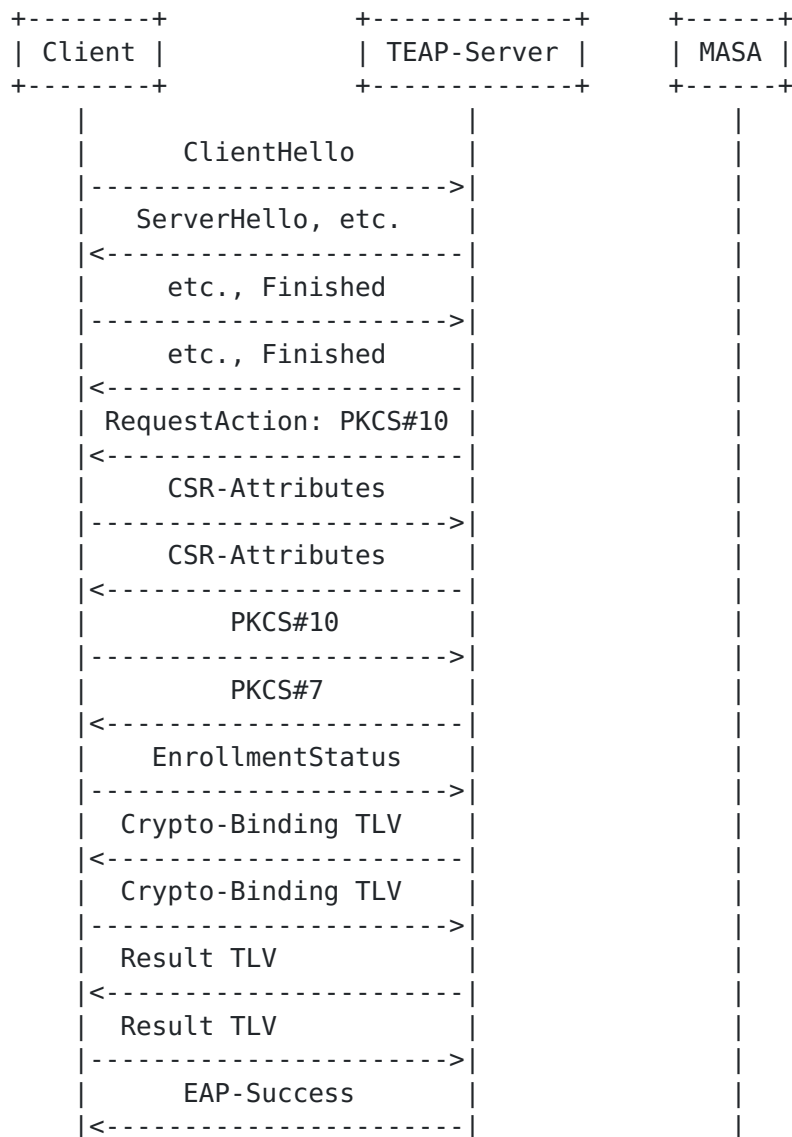 +--------+             +-------------+     +------+
| Client |             | TEAP-Server |     | MASA |
+--------+             +-------------+     +------+
    |                        |                |
    |      ClientHello       |                |
    |----------------------->|                |
    |   ServerHello, etc.    |                |
    |<-----------------------|                |
    |     etc., Finished     |                |
    |----------------------->|                |
    |     etc., Finished     |                |
    |<-----------------------|                |
    | RequestAction: PKCS#10 |                |
    |<-----------------------|                |
    |     CSR-Attributes     |                |
    |----------------------->|                |
    |     CSR-Attributes     |                |
    |<-----------------------|                |
    |         PKCS#10        |                |
    |----------------------->|                |
    |         PKCS#7         |                |
    |<-----------------------|                |
    |    EnrollmentStatus    |                |
    |----------------------->|                |
    |  Crypto-Binding TLV    |                |
    |<-----------------------|                |
    |  Crypto-Binding TLV    |                |
    |----------------------->|                |
    |  Result TLV            |                |
    |<-----------------------|                |
    |  Result TLV            |                |
    |----------------------->|                |
    |      EAP-Success       |                |
    |<-----------------------|                |